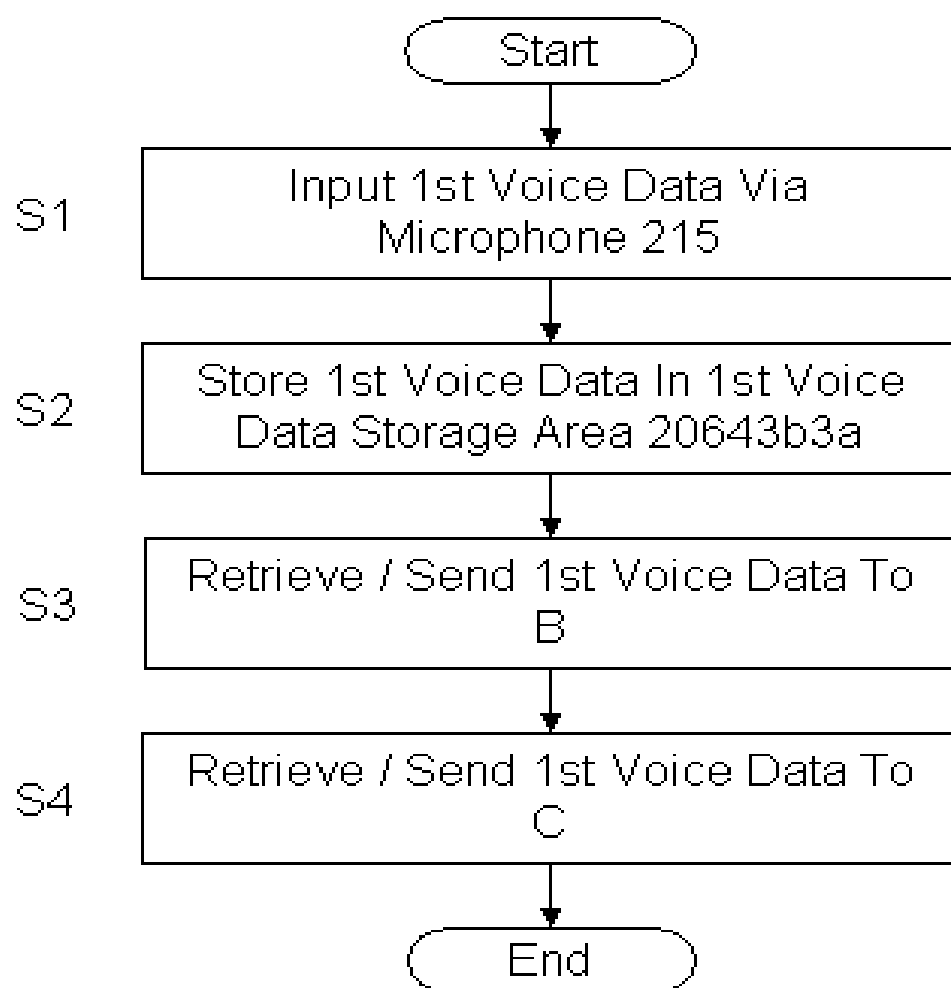 Start
S1
Input 1st Voice Data Via
Microphone 215
S2
Store 1st Voice Data In 1st Voice
Data Storage Area 20643b3a
S3
Retrieve / Send 1st Voice Data To
B
S4
Retrieve / Send 1st Voice Data To
C
End